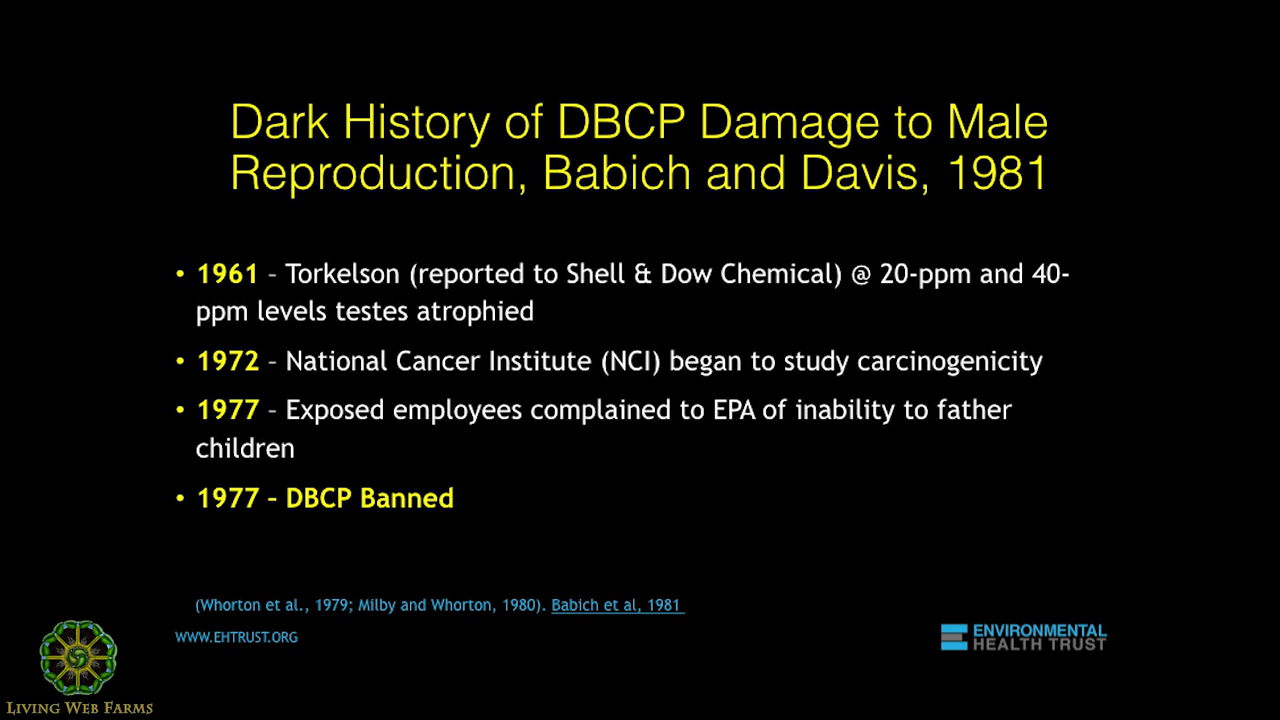 Dark History of DBCP Damage to Male
Reproduction, Babich and Davis, 1981
• 1961 – Torkelson (reported to Shell & Dow Chemical) @ 20-ppm and 40-
ppm levels testes atrophied
• 1972 – National Cancer Institute (NCI) began to study carcinogenicity
• 1977 – Exposed employees complained to EPA of inability to father
children
• 1977 – DBCP Banned
(Whorton et al., 1979; Milby and Whorton, 1980). Babich et al, 1981
WWW.EHTRUST.ORG
ENVIRONMENTAL
HEALTH TRUST
LIVING WEB FARMS